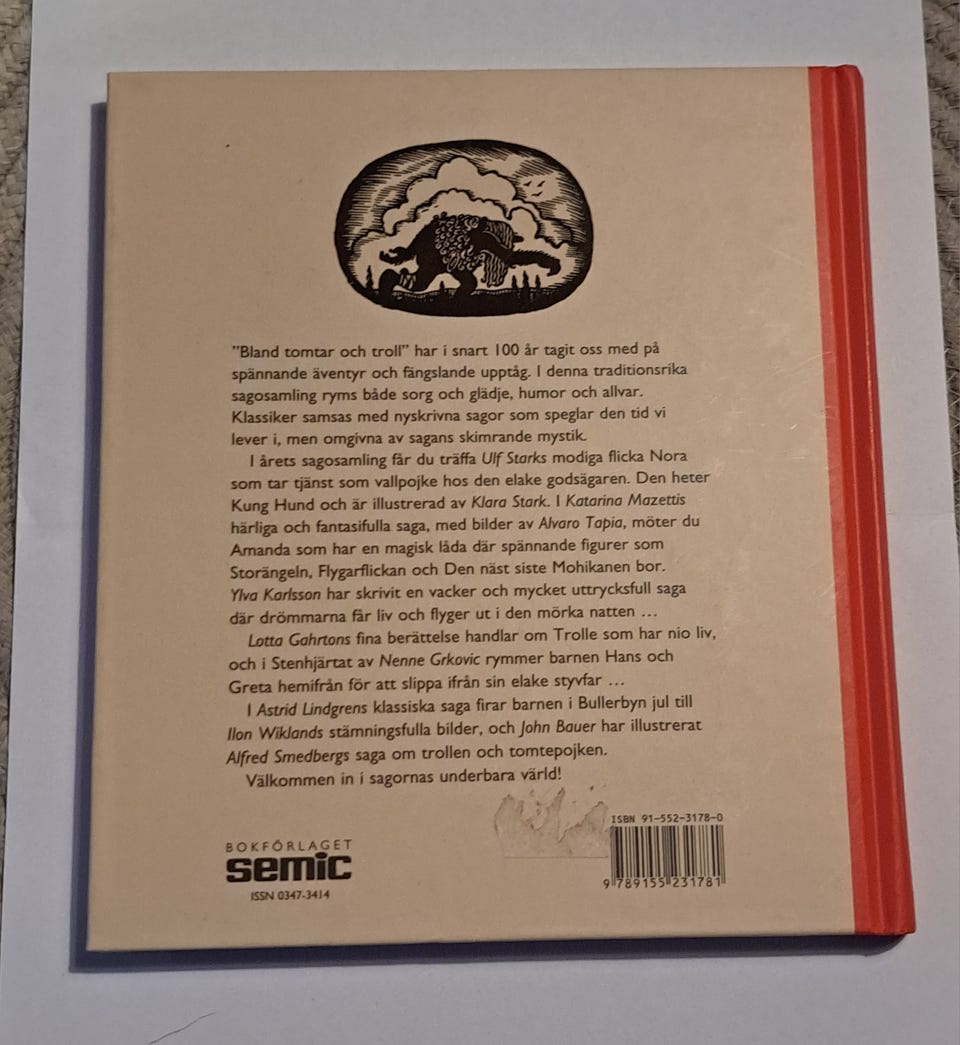 "Bland tomtar och troll" har i snart 100 år tagit oss med på
spännande äventyr och fängslande upptåg. I denna traditionsrika
sagosamling ryms både sorg och glädje, humor och allvar.
Klassiker samsas med nyskrivna sagor som speglar den tid vi
lever i, men omgivna av sagans skimrande mystik.
I årets sagosamling får du träffa Ulf Starks modiga flicka Nora
som tar tjänst som vallpojke hos den elake godsägaren. Den heter
Kung Hund och är illustrerad av Klara Stark. I Katarina Mazettis
härliga och fantasifulla saga, med bilder av Alvaro Tapia, möter du
Amanda som har en magisk låda där spännande figurer som
Storängeln, Flygarflickan och Den näst siste Mohikanen bor.
Ylva Karlsson har skrivit en vacker och mycket uttrycksfull saga
där drömmarna får liv och flyger ut i den mörka natten ...
Lotta Gahrtons fina berättelse handlar om Trolle som har nio liv,
och i Stenhjärtat av Nenne Grkovic rymmer barnen Hans och
Greta hemifrån för att slippa ifrån sin elake styvfar ...
I Astrid Lindgrens klassiska saga firar barnen i Bullerbyn jul till
Ilon Wiklands stämningsfulla bilder, och John Bauer har illustrerat
Alfred Smedbergs saga om trollen och tomtepojken.
Välkommen in i sagornas underbara värld!
BOKFÖRLAGET
semic
ISSN 0347-3414
ISBN 91-552-3178-0
9 789155 231781